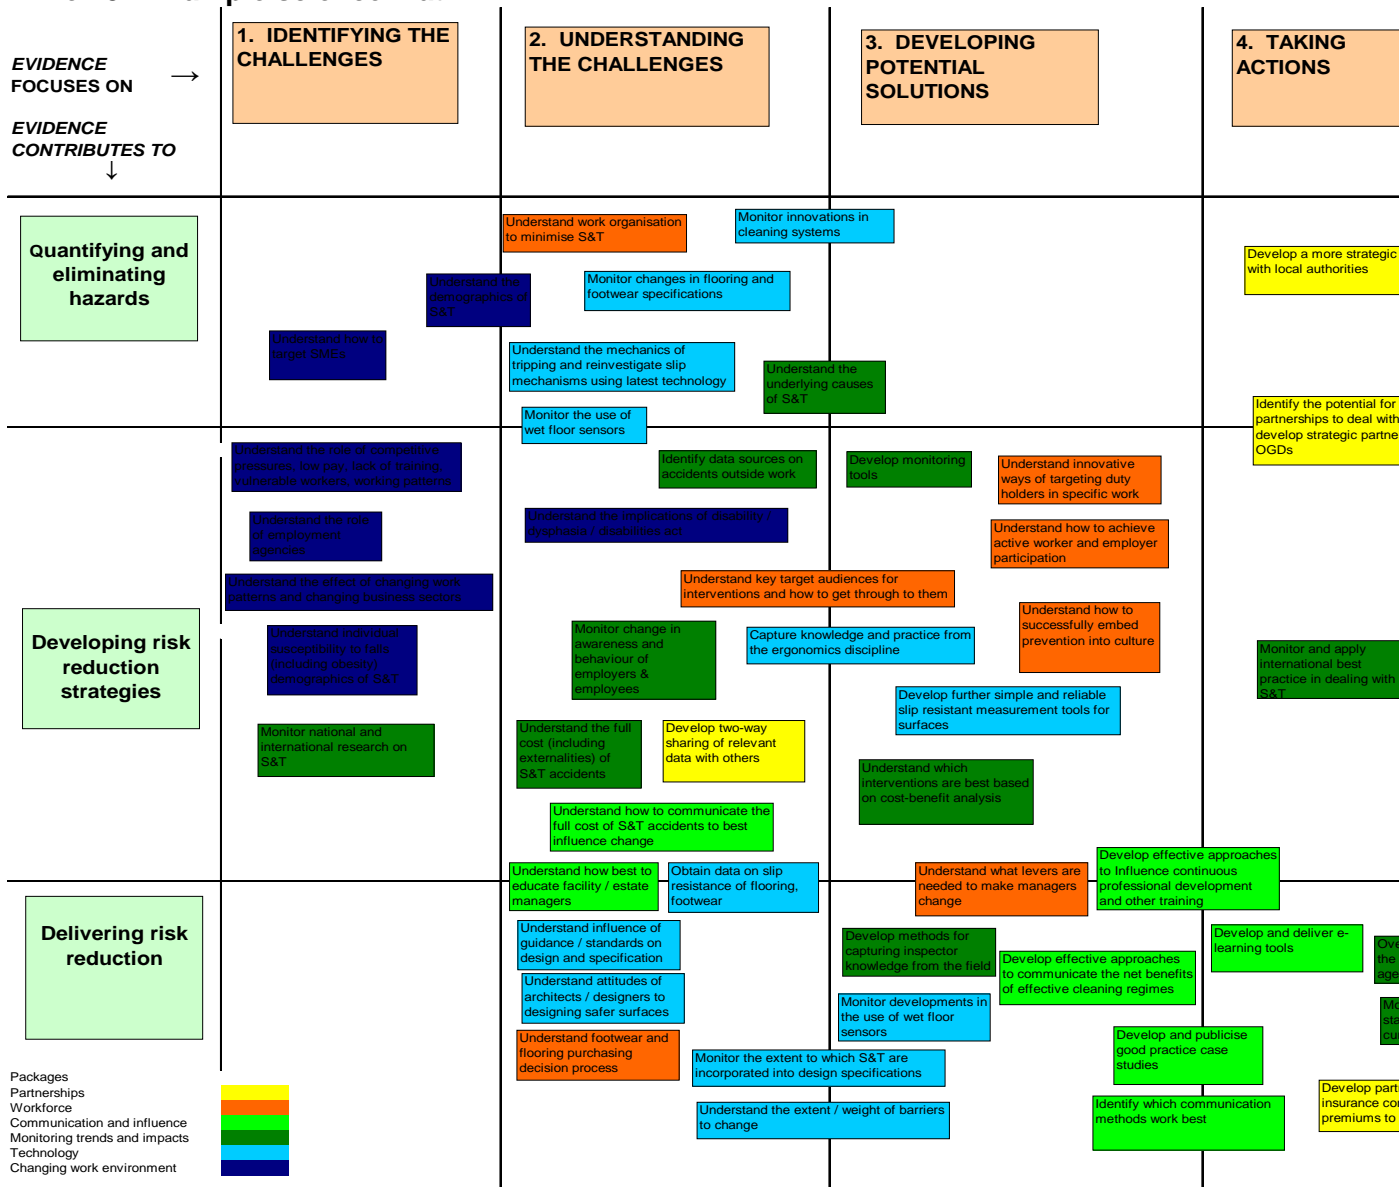 EVIDENCE
FOCUSES ON →
EVIDENCE
CONTRIBUTES TO
↓
1. IDENTIFYING THE
CHALLENGES
2. UNDERSTANDING
THE CHALLENGES
3. DEVELOPING
POTENTIAL
SOLUTIONS
4. TAKING
ACTIONS
Quantifying and
eliminating
hazards
Understand work organisation
to minimise S&T
Monitor innovations in
cleaning systems
Develop a more strategic
with local authorities
Understand the
demographics of
S&T
Monitor changes in flooring and
footwear specifications
Understand how to
target SMEs
Understand the mechanics of
tripping and reinvestigate slip
mechanisms using latest technology
Understand the
underlying causes
of S&T
Monitor the use of
wet floor sensors
Identify the potential for
partnerships to deal with
develop strategic partne
OGDs
Developing risk
reduction
strategies
Understand the role of competitive
pressures, low pay, lack of training,
vulnerable workers, working patterns
Identify data sources on
accidents outside work
Develop monitoring
tools
Understand innovative
ways of targeting duty
holders in specific work
Understand the role
of employment
agencies
Understand the implications of disability /
dysphasia / disabilities act
Understand how to achieve
active worker and employer
participation
Understand the effect of changing work
patterns and changing business sectors
Understand key target audiences for
interventions and how to get through to them
Understand individual
susceptibility to falls
(including obesity)
demographics of S&T
Monitor change in
awareness and
behaviour of
employers &
employees
Capture knowledge and practice from
the ergonomics discipline
Understand how to
successfully embed
prevention into culture
Monitor and apply
international best
practice in dealing with
S&T
Develop further simple and reliable
slip resistant measurement tools for
surfaces
Monitor national and
international research on
S&T
Understand the full
cost (including
externalities) of
S&T accidents
Develop two-way
sharing of relevant
data with others
Understand which
interventions are best based
on cost-benefit analysis
Understand how to communicate the
full cost of S&T accidents to best
influence change
Delivering risk
reduction
Understand how best to
educate facility / estate
managers
Obtain data on slip
resistance of flooring,
footwear
Understand what levers are
needed to make managers
change
Develop effective approaches
to Influence continuous
professional development
and other training
Understand influence of
guidance / standards on
design and specification
Develop methods for
capturing inspector
knowledge from the field
Develop effective approaches
to communicate the net benefits
of effective cleaning regimes
Develop and deliver e-
learning tools
Ove
the
age
Understand attitudes of
architects / designers to
designing safer surfaces
Monitor developments in
the use of wet floor
sensors
Mo
sta
cu
Understand footwear and
flooring purchasing
decision process
Monitor the extent to which S&T are
incorporated into design specifications
Develop and publicise
good practice case
studies
Understand the extent / weight of barriers
to change
Identify which communication
methods work best
Develop part
insurance co
premiums to
Packages
Partnerships
Workforce
Communication and influence
Monitoring trends and impacts
Technology
Changing work environment